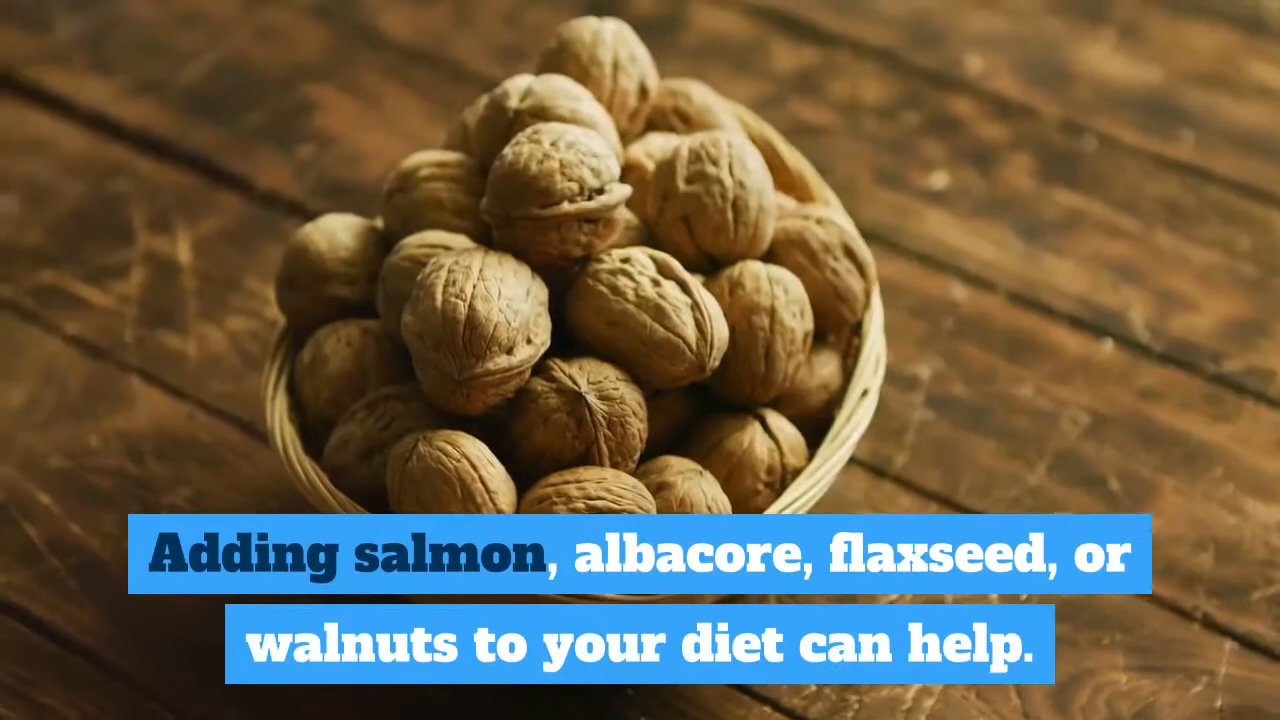 Adding salmon, albacore, flaxseed, or
walnuts to your diet can help.